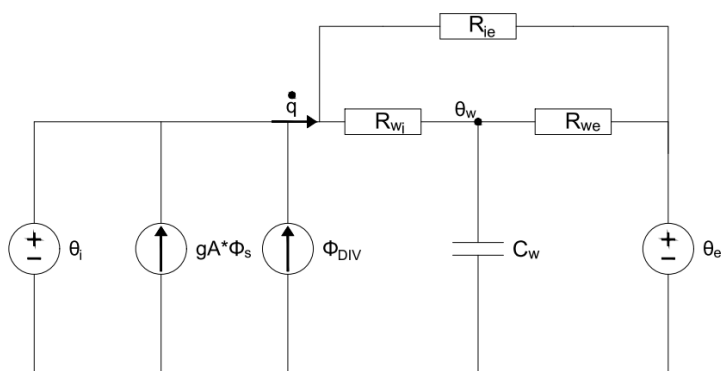 R_ie
q̇
R_wi
θ_w
R_we
+
−
θ_i
gA*Φ_s
Φ_DIV
C_w
+
−
θ_e